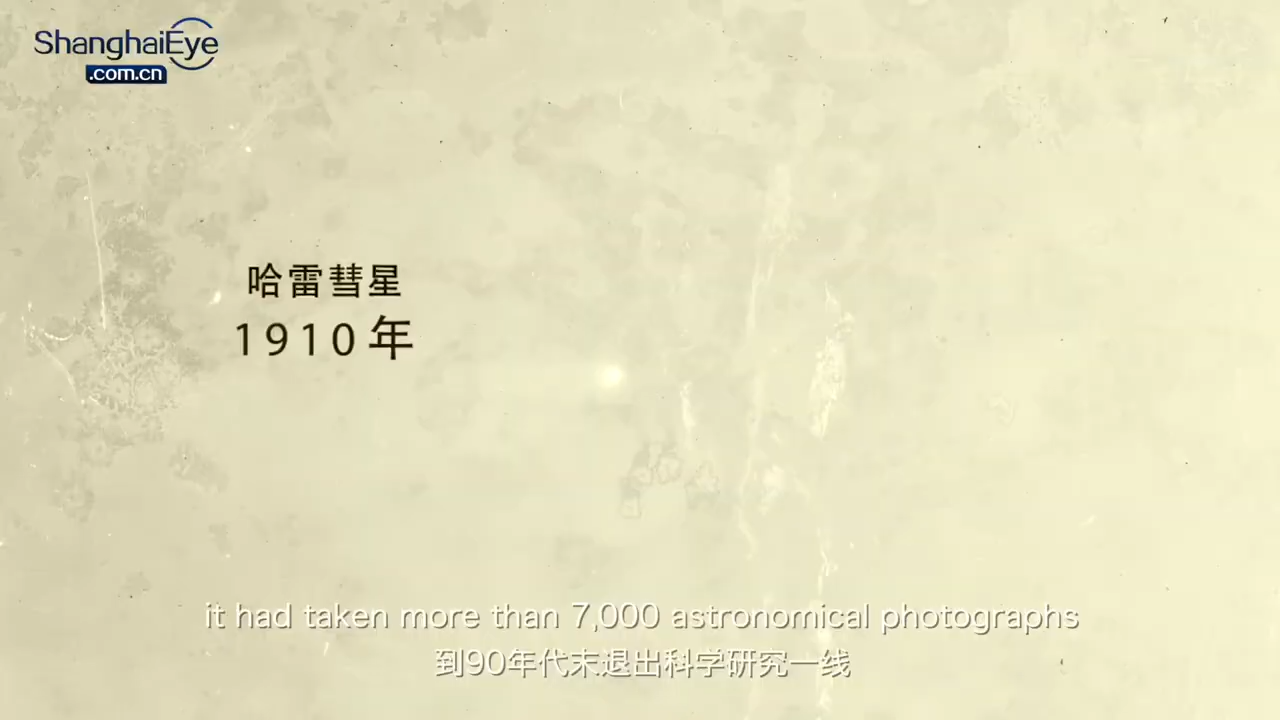 ShanghaiEye
.com.cn
哈雷彗星
1910年
it had taken more than 7,000 astronomical photographs
到90年代末退出科学研究一线